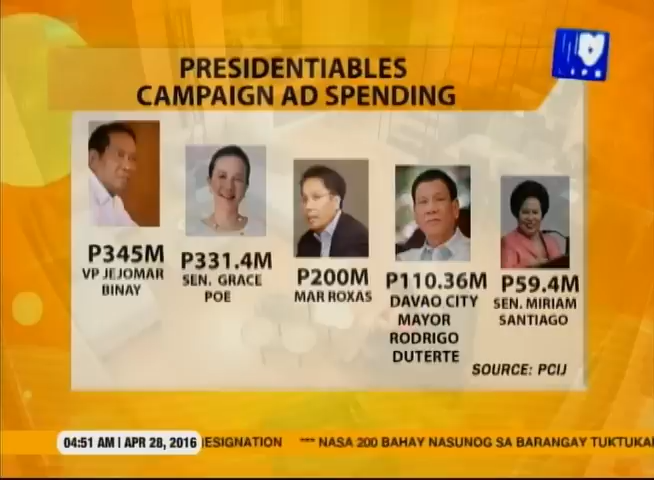 PRESIDENTIABLES
CAMPAIGN AD SPENDING
P345M
VP JEJOMAR
BINAY
P331.4M
SEN. GRACE
POE
P200M
MAR ROXAS
P110.36M
DAVAO CITY
MAYOR
RODRIGO
DUTERTE
P59.4M
SEN. MIRIAM
SANTIAGO
SOURCE: PCIJ
04:51 AM | APR 28, 2016 ESIGNATION *** NASA 200 BAHAY NASUNOG SA BARANGAY TUKTUKA